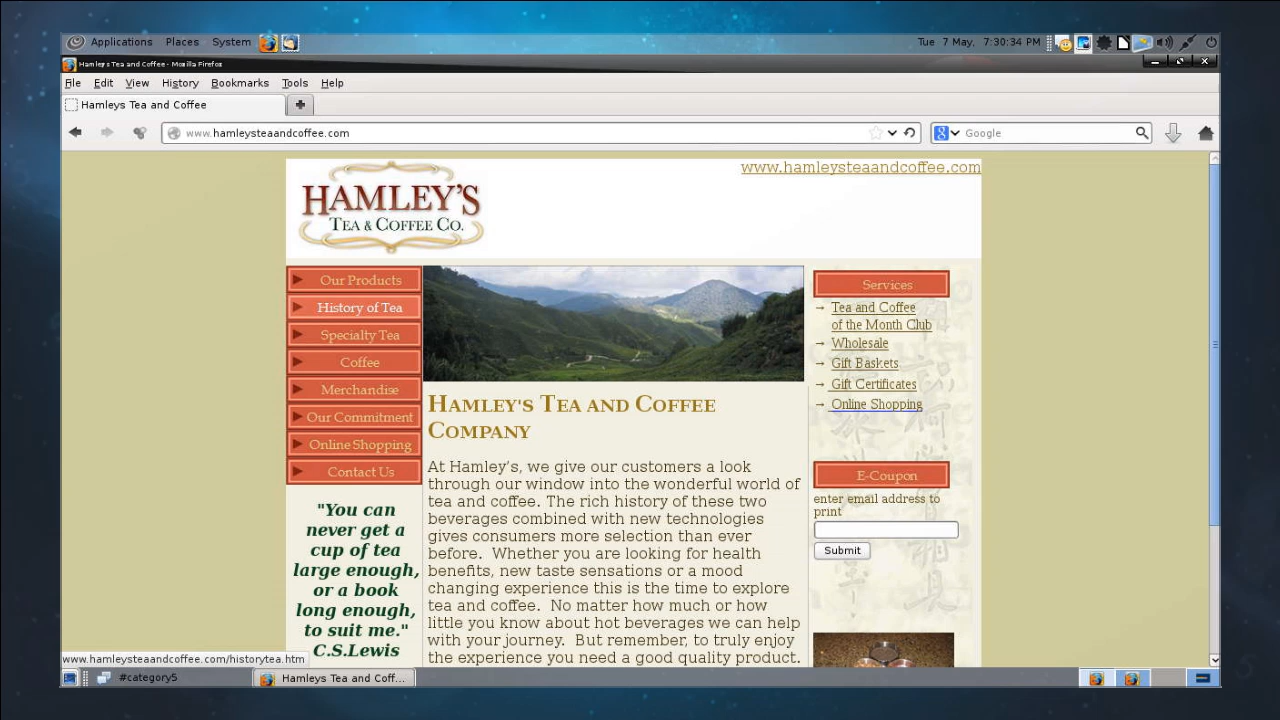 Applications Places System
Tue 7 May, 7:30:34 PM
Hamleys Tea and Coffee - Mozilla Firefox
File Edit View History Bookmarks Tools Help
Hamleys Tea and Coffee
www.hamleysteaandcoffee.com
Google
www.hamleysteaandcoffee.com
HAMLEY'S
TEA & COFFEE CO.
Our Products
History of Tea
Specialty Tea
Coffee
Merchandise
Our Commitment
Online Shopping
Contact Us
"You can
never get a
cup of tea
large enough,
or a book
long enough,
to suit me."
C.S.Lewis
HAMLEY'S TEA AND COFFEE
COMPANY
At Hamley's, we give our customers a look
through our window into the wonderful world of
tea and coffee. The rich history of these two
beverages combined with new technologies
gives consumers more selection than ever
before. Whether you are looking for health
benefits, new taste sensations or a mood
changing experience this is the time to explore
tea and coffee. No matter how much or how
little you know about hot beverages we can help
with your journey. But remember, to truly enjoy
the experience you need a good quality product.
Services
→ Tea and Coffee
of the Month Club
→ Wholesale
→ Gift Baskets
→ Gift Certificates
→ Online Shopping
E-Coupon
enter email address to
print
Submit
www.hamleysteaandcoffee.com/historytea.htm
#category5
Hamleys Tea and Coff...